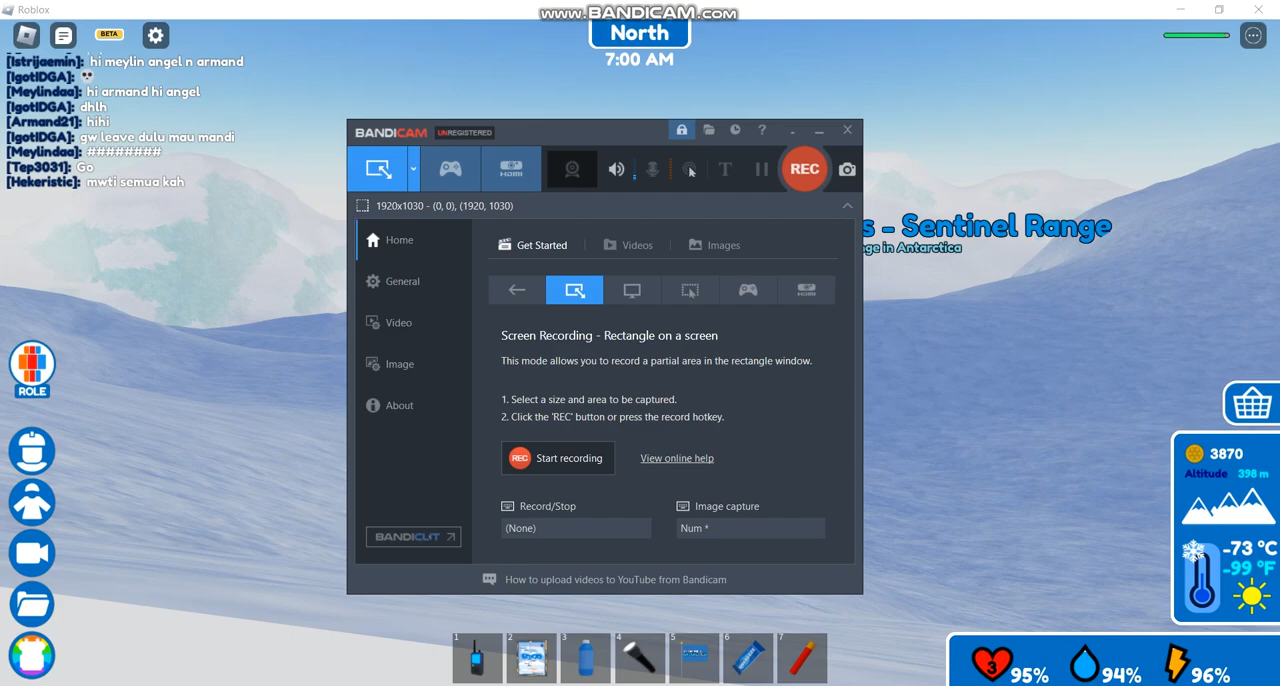 Roblox
www.BANDICAM.com
BETA
North
7:00 AM
[Istrijaemin]: hi meylin angel n armand
[IgotIDGA]: 💀
[Meylindaa]: hi armand hi angel
[IgotIDGA]: dhlh
[Armand21]: hihi
[IgotIDGA]: gw leave dulu mau mandi
[Meylindaa]: ########
[Tep3031]: Go
[Hekeristic]: mwti semua kah
BANDICAM UNREGISTERED
HDMI
T
REC
1920x1030 - (0, 0), (1920, 1030)
s - Sentinel Range
ge in Antarctica
Home
General
Video
Image
About
Get Started
Videos
Images
HDMI
Screen Recording - Rectangle on a screen
This mode allows you to record a partial area in the rectangle window.
1. Select a size and area to be captured.
2. Click the 'REC' button or press the record hotkey.
REC Start recording
View online help
Record/Stop
(None)
Image capture
Num *
BANDICUT
How to upload videos to YouTube from Bandicam
ROLE
3870
Altitude 398 m
-73 °C
-99 °F
1
2
3
4
5
6
7
3 95%
94%
96%